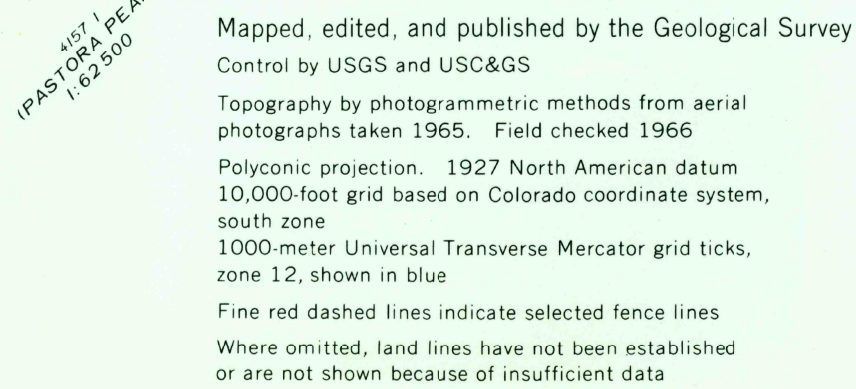 4157 I
(PASTORA PEA
1:62 500
Mapped, edited, and published by the Geological Survey
Control by USGS and USC&GS
Topography by photogrammetric methods from aerial
photographs taken 1965. Field checked 1966
Polyconic projection. 1927 North American datum
10,000-foot grid based on Colorado coordinate system,
south zone
1000-meter Universal Transverse Mercator grid ticks,
zone 12, shown in blue
Fine red dashed lines indicate selected fence lines
Where omitted, land lines have not been established
or are not shown because of insufficient data